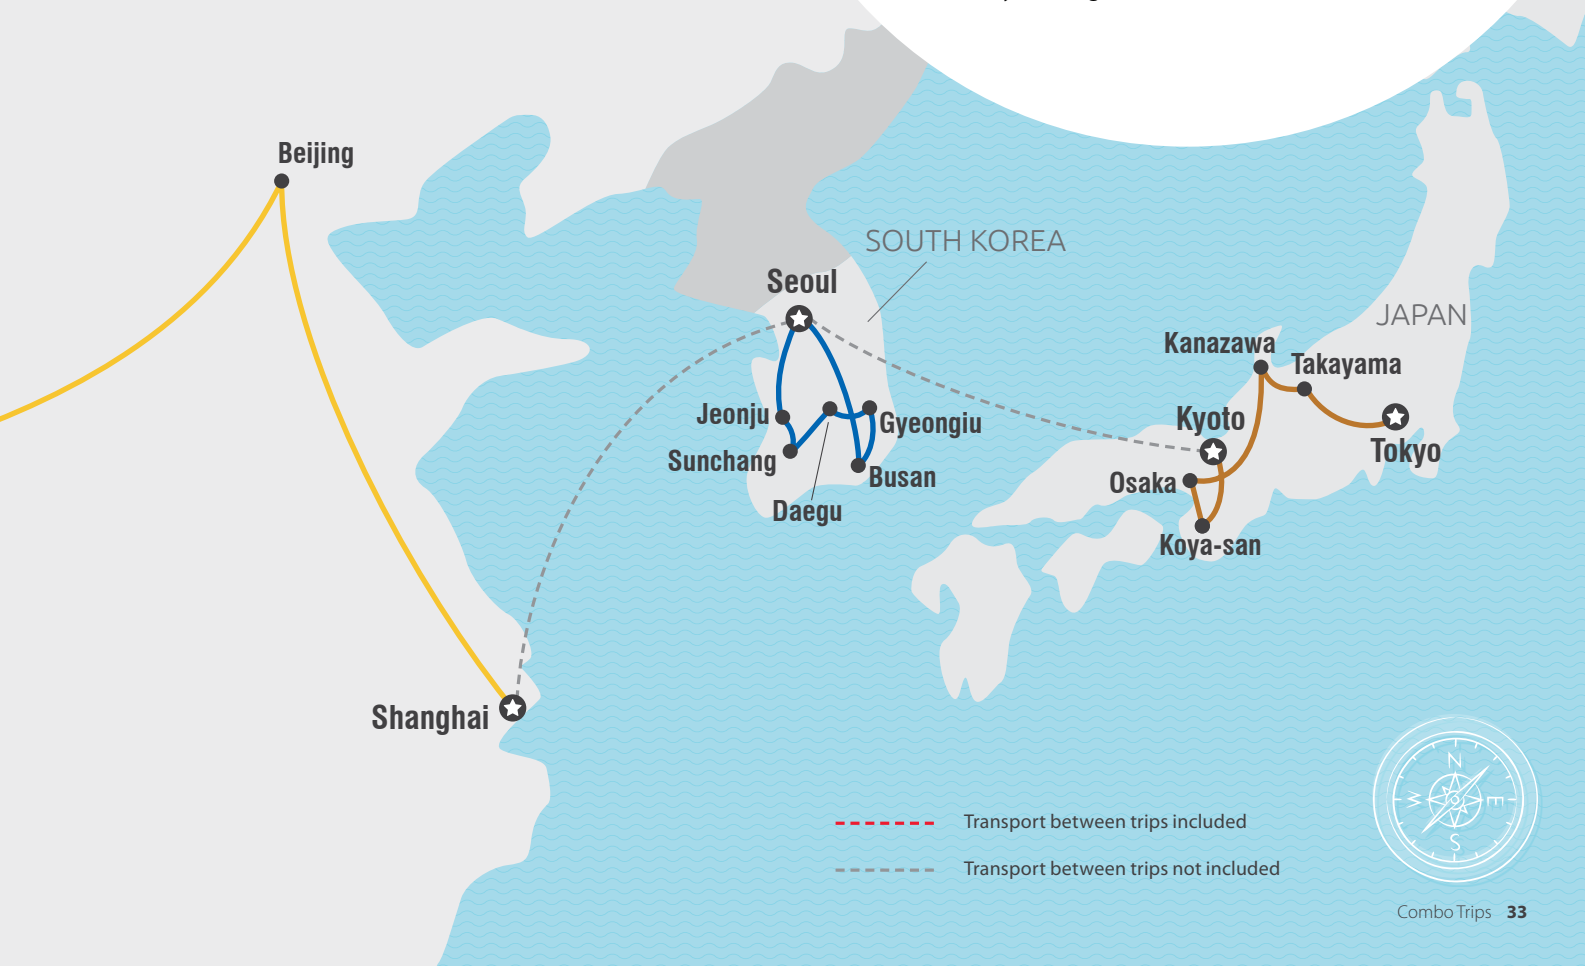 Beijing
SOUTH KOREA
Seoul
JAPAN
Kanazawa
Takayama
Jeonju
Gyeongiu
Kyoto
Tokyo
Sunchang
Busan
Osaka
Daegu
Koya-san
Shanghai
N
W
E
S
Transport between trips included
Transport between trips not included
Combo Trips 33